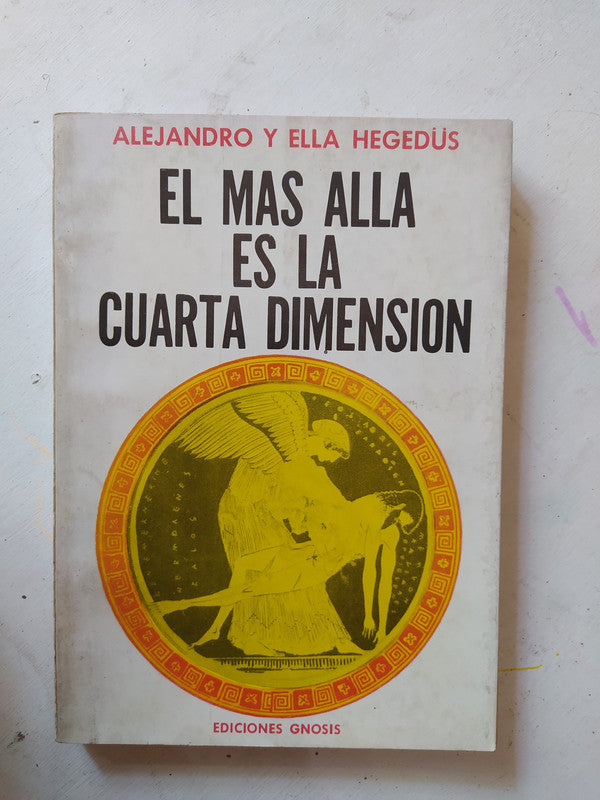 ALEJANDRO Y ELLA HEGEDÜS
EL MAS ALLA
ES LA
CUARTA DIMENSION
EDICIONES GNOSIS